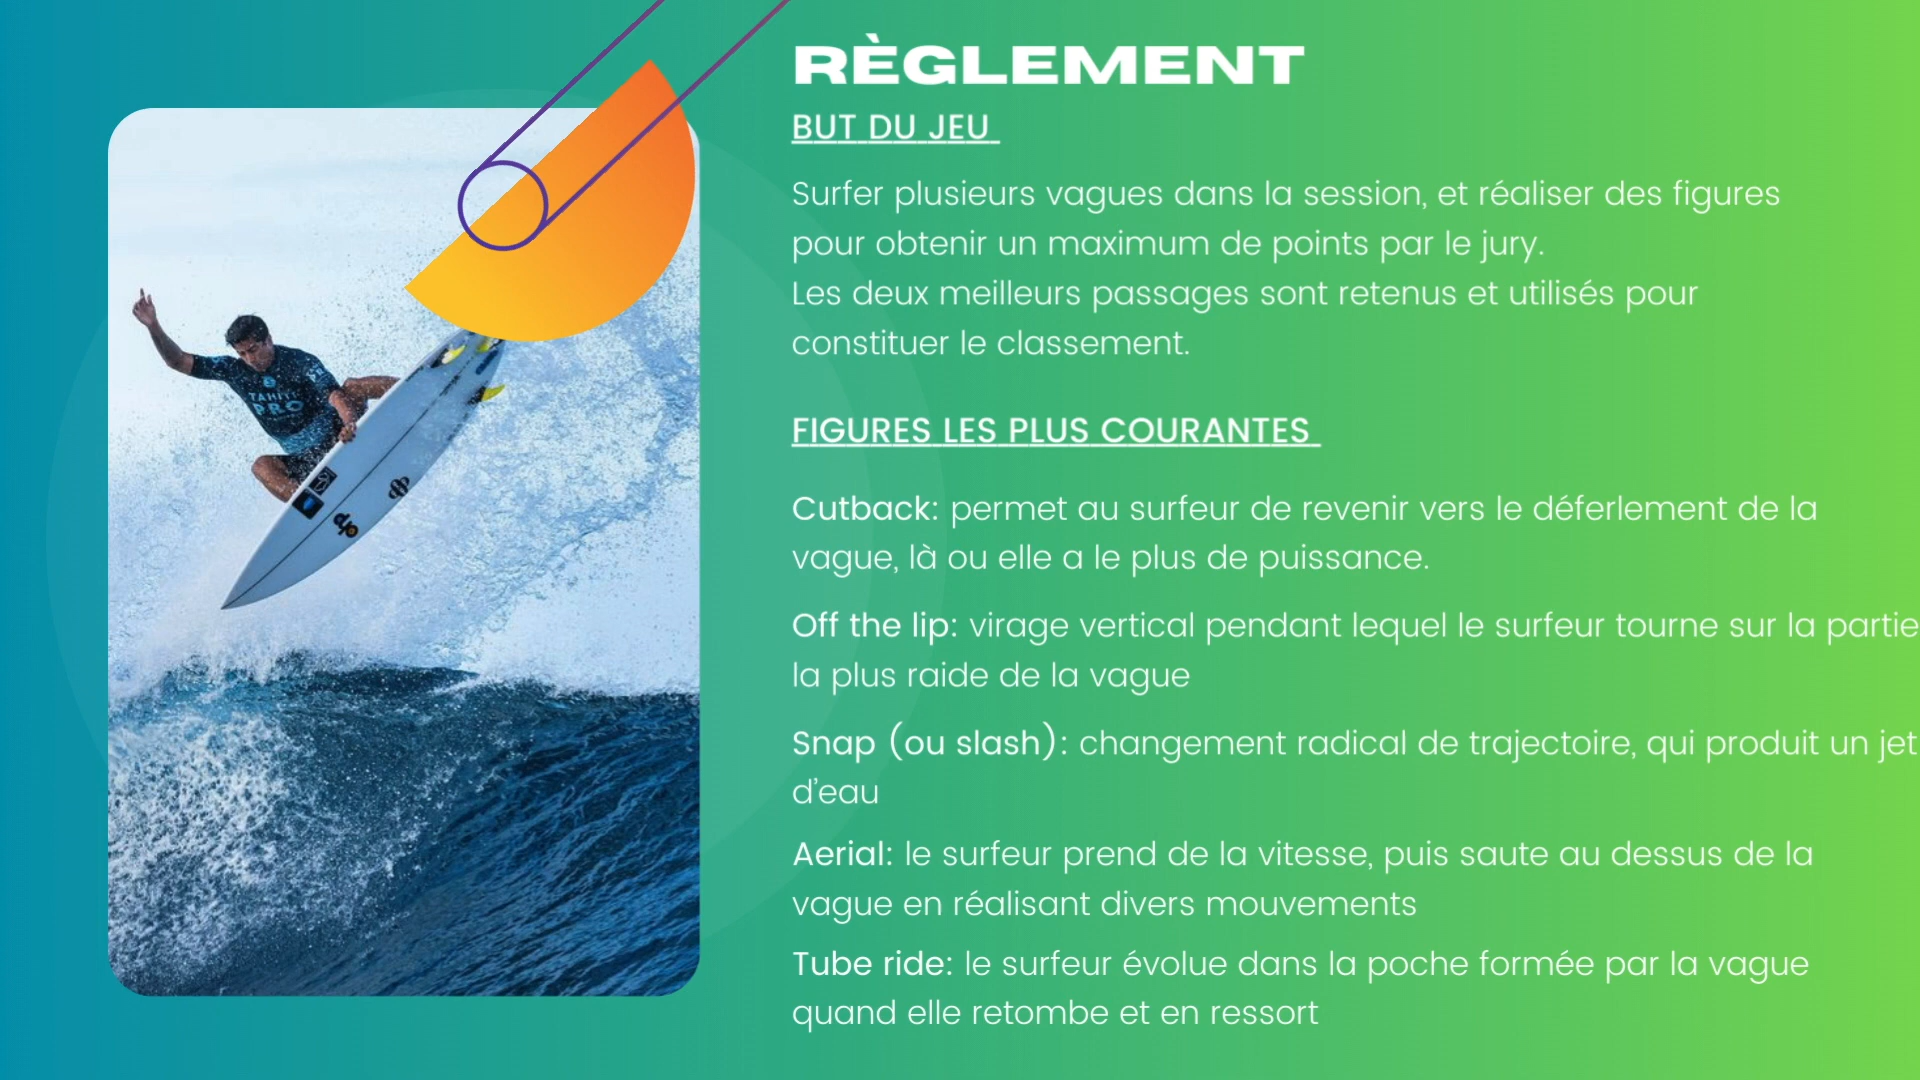 RÈGLEMENT
BUT DU JEU
Surfer plusieurs vagues dans la session, et réaliser des figures
pour obtenir un maximum de points par le jury.
Les deux meilleurs passages sont retenus et utilisés pour
constituer le classement.
FIGURES LES PLUS COURANTES
Cutback: permet au surfeur de revenir vers le déferlement de la
vague, là ou elle a le plus de puissance.
Off the lip: virage vertical pendant lequel le surfeur tourne sur la partie
la plus raide de la vague
Snap (ou slash): changement radical de trajectoire, qui produit un jet
d'eau
Aerial: le surfeur prend de la vitesse, puis saute au dessus de la
vague en réalisant divers mouvements
Tube ride: le surfeur évolue dans la poche formée par la vague
quand elle retombe et en ressort
TAHITI
PRO